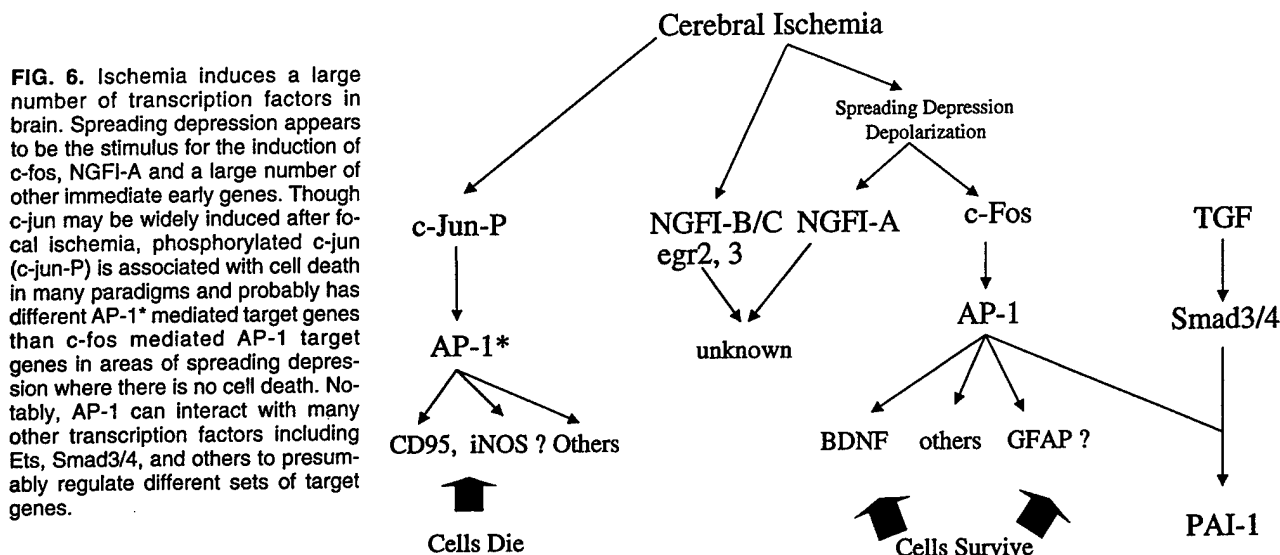 FIG. 6. Ischemia induces a large
number of transcription factors in
brain. Spreading depression appears
to be the stimulus for the induction of
c-fos, NGFI-A and a large number of
other immediate early genes. Though
c-jun may be widely induced after fo-
cal ischemia, phosphorylated c-jun
(c-jun-P) is associated with cell death
in many paradigms and probably has
different AP-1* mediated target genes
than c-fos mediated AP-1 target
genes in areas of spreading depres-
sion where there is no cell death. No-
tably, AP-1 can interact with many
other transcription factors including
Ets, Smad3/4, and others to presum-
ably regulate different sets of target
genes.
Cerebral Ischemia
Spreading Depression
Depolarization
c-Jun-P
NGFI-B/C
egr2, 3
NGFI-A
c-Fos
TGF
AP-1*
unknown
AP-1
Smad3/4
CD95, iNOS ? Others
BDNF others GFAP ?
PAI-1
Cells Die
Cells Survive